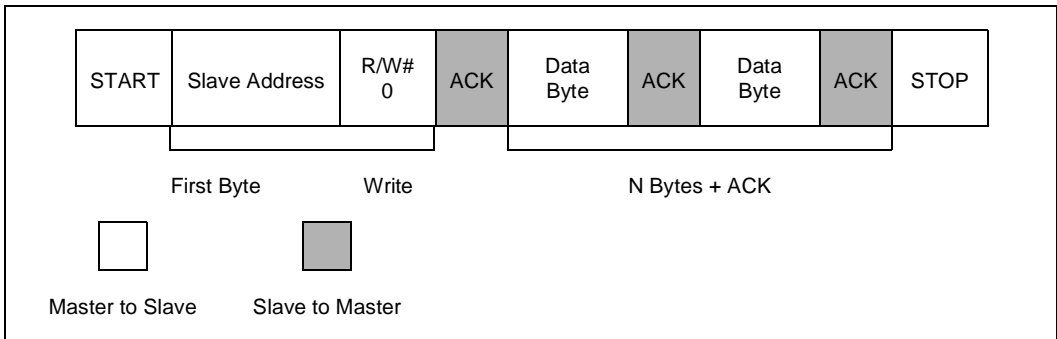 START
Slave Address
R/W#
0
ACK
Data
Byte
ACK
Data
Byte
ACK
STOP
First Byte
Write
N Bytes + ACK
Master to Slave
Slave to Master